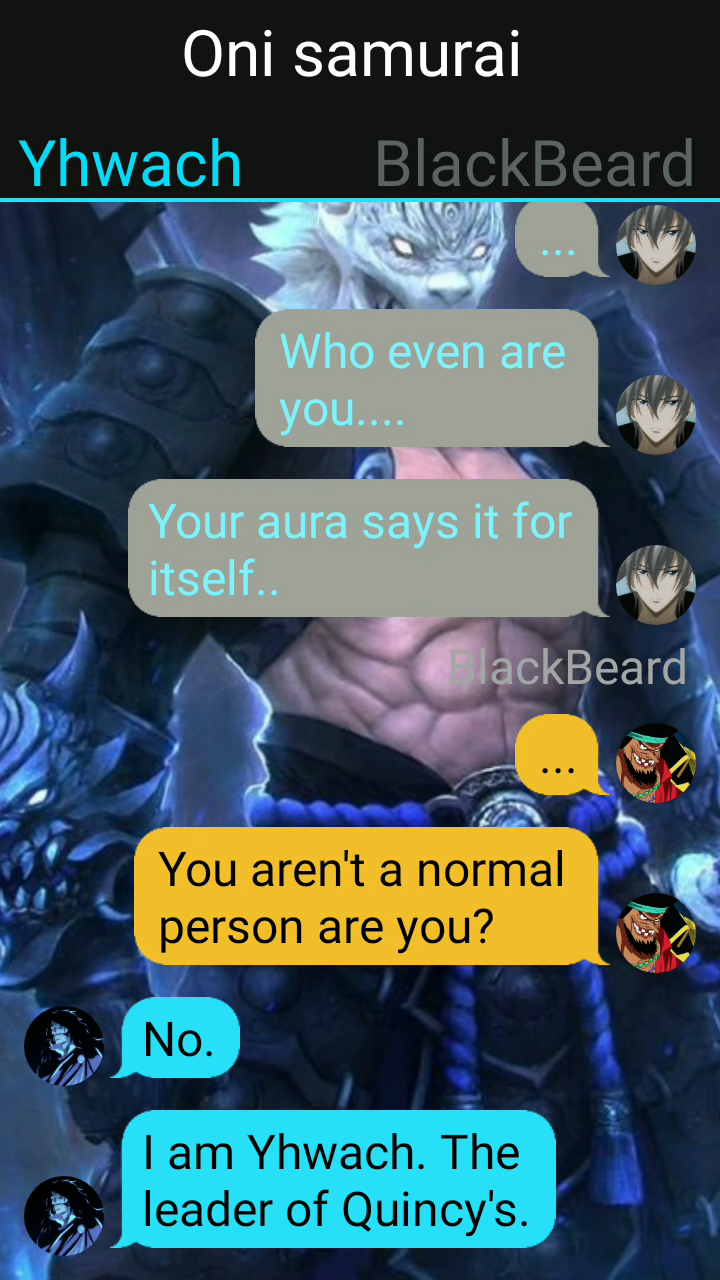 Oni samurai
Yhwach BlackBeard
...
Who even are
you....
Your aura says it for
itself..
BlackBeard
...
You aren't a normal
person are you?
No.
I am Yhwach. The
leader of Quincy's.